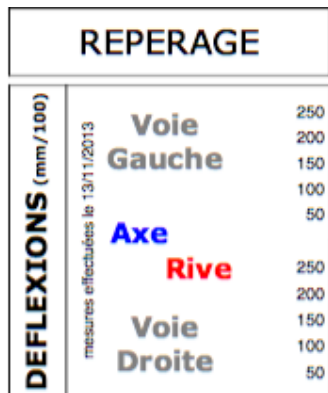 REPERAGE
DEFLEXIONS (mm/100)
mesures effectuées le 13/11/2013
Voie
Gauche
Axe
Rive
Voie
Droite
250
200
150
100
50
250
200
150
100
50